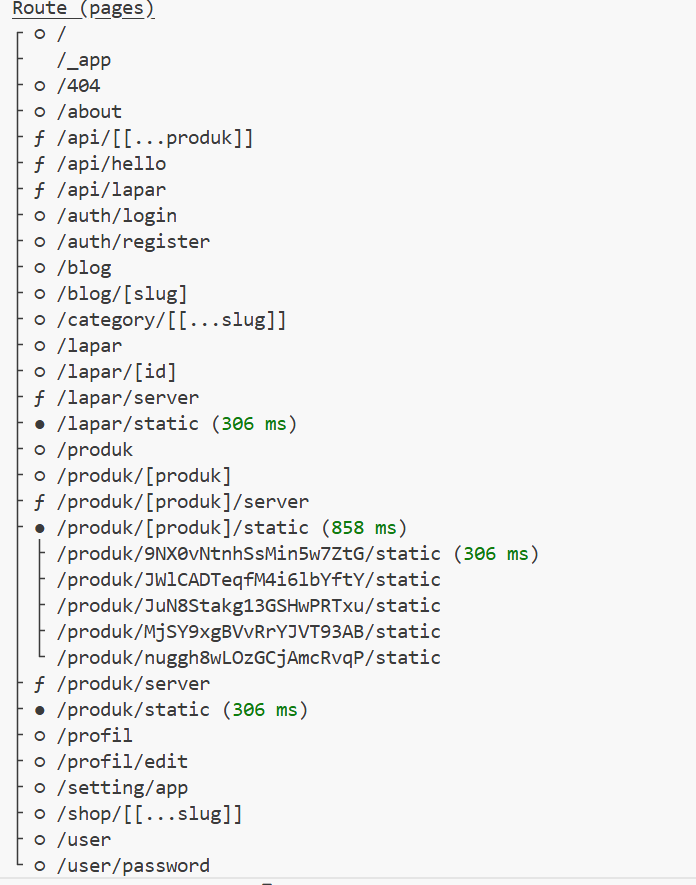 Route (pages)
┌ ○ /
├   /_app
├ ○ /404
├ ○ /about
├ ƒ /api/[[...produk]]
├ ƒ /api/hello
├ ƒ /api/lapar
├ ○ /auth/login
├ ○ /auth/register
├ ○ /blog
├ ○ /blog/[slug]
├ ○ /category/[[...slug]]
├ ○ /lapar
├ ○ /lapar/[id]
├ ƒ /lapar/server
├ ● /lapar/static (306 ms)
├ ○ /produk
├ ○ /produk/[produk]
├ ƒ /produk/[produk]/server
├ ● /produk/[produk]/static (858 ms)
│ ├ /produk/9NX0vNtnhSsMin5w7ZtG/static (306 ms)
│ ├ /produk/JWlCADTeqfM4i6lbYftY/static
│ ├ /produk/JuN8Stakg13GSHwPRTxu/static
│ ├ /produk/MjSY9xgBVvRrYJVT93AB/static
│ └ /produk/nuggh8wLOzGCjAmcRvqP/static
├ ƒ /produk/server
├ ● /produk/static (306 ms)
├ ○ /profil
├ ○ /profil/edit
├ ○ /setting/app
├ ○ /shop/[[...slug]]
├ ○ /user
└ ○ /user/password